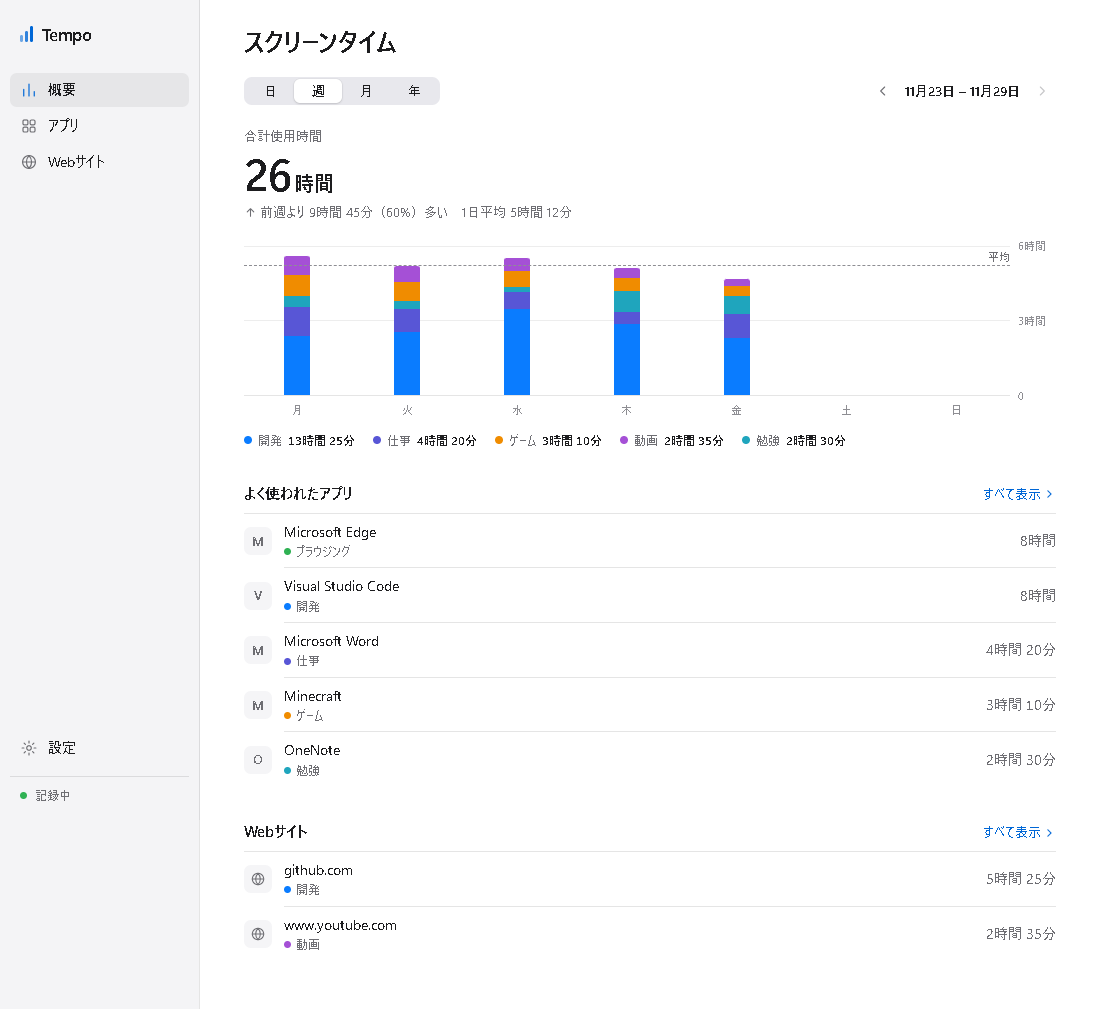 Tempo
概要
アプリ
Webサイト
設定
記録中
スクリーンタイム
日 週 月 年
11月23日 – 11月29日
合計使用時間
26時間
↑ 前週より 9時間 45分（60%）多い 1日平均 5時間 12分
6時間
平均
3時間
0
月 火 水 木 金 土 日
開発 13時間 25分 仕事 4時間 20分 ゲーム 3時間 10分 動画 2時間 35分 勉強 2時間 30分
よく使われたアプリ すべて表示
M Microsoft Edge
ブラウジング
8時間
V Visual Studio Code
開発
8時間
M Microsoft Word
仕事
4時間 20分
M Minecraft
ゲーム
3時間 10分
O OneNote
勉強
2時間 30分
Webサイト すべて表示
github.com
開発
5時間 25分
www.youtube.com
動画
2時間 35分